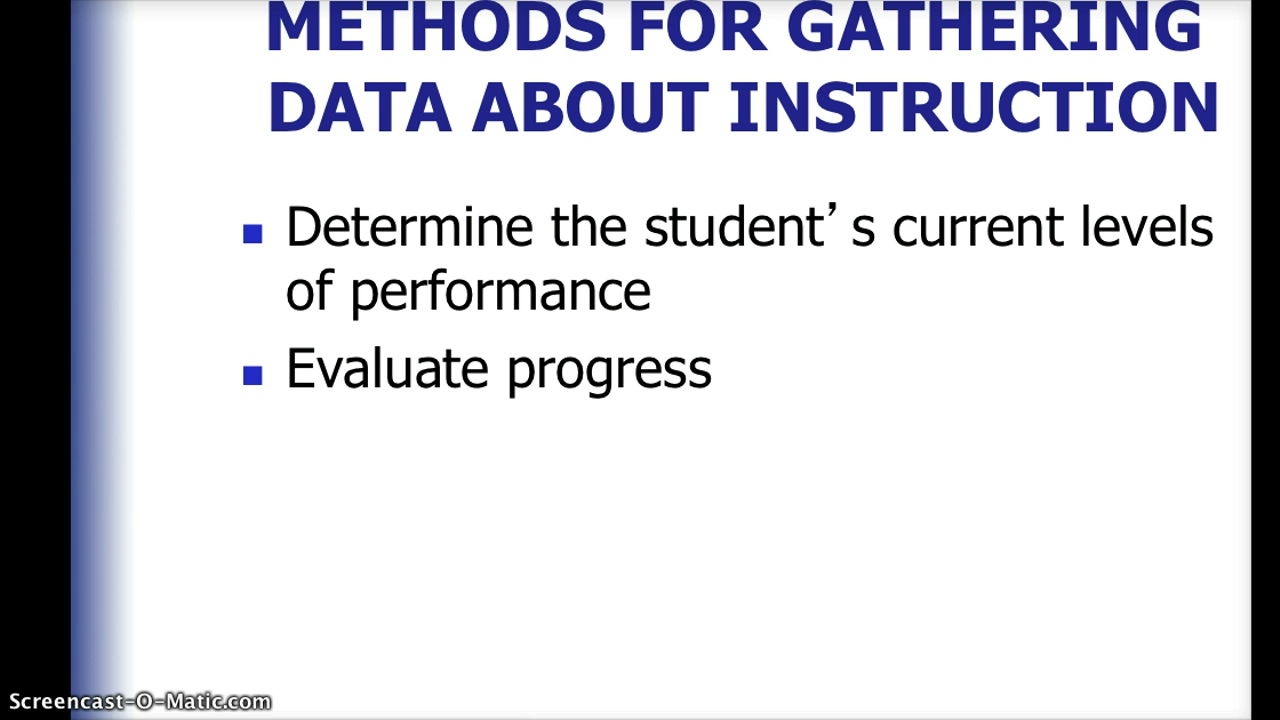 METHODS FOR GATHERING
DATA ABOUT INSTRUCTION
Determine the student’s current levels
of performance
Evaluate progress
Screencast-O-Matic.com